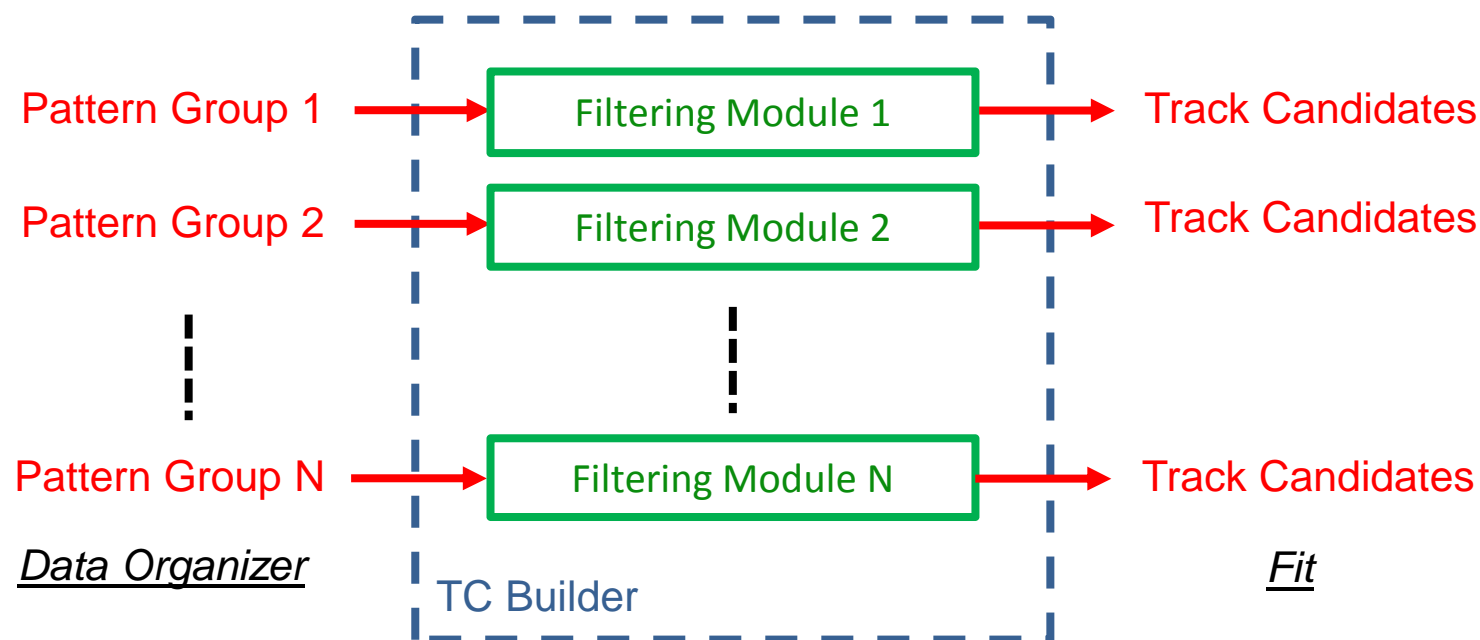 Pattern Group 1
Filtering Module 1
Track Candidates
Pattern Group 2
Filtering Module 2
Track Candidates
Pattern Group N
Filtering Module N
Track Candidates
Data Organizer
TC Builder
Fit